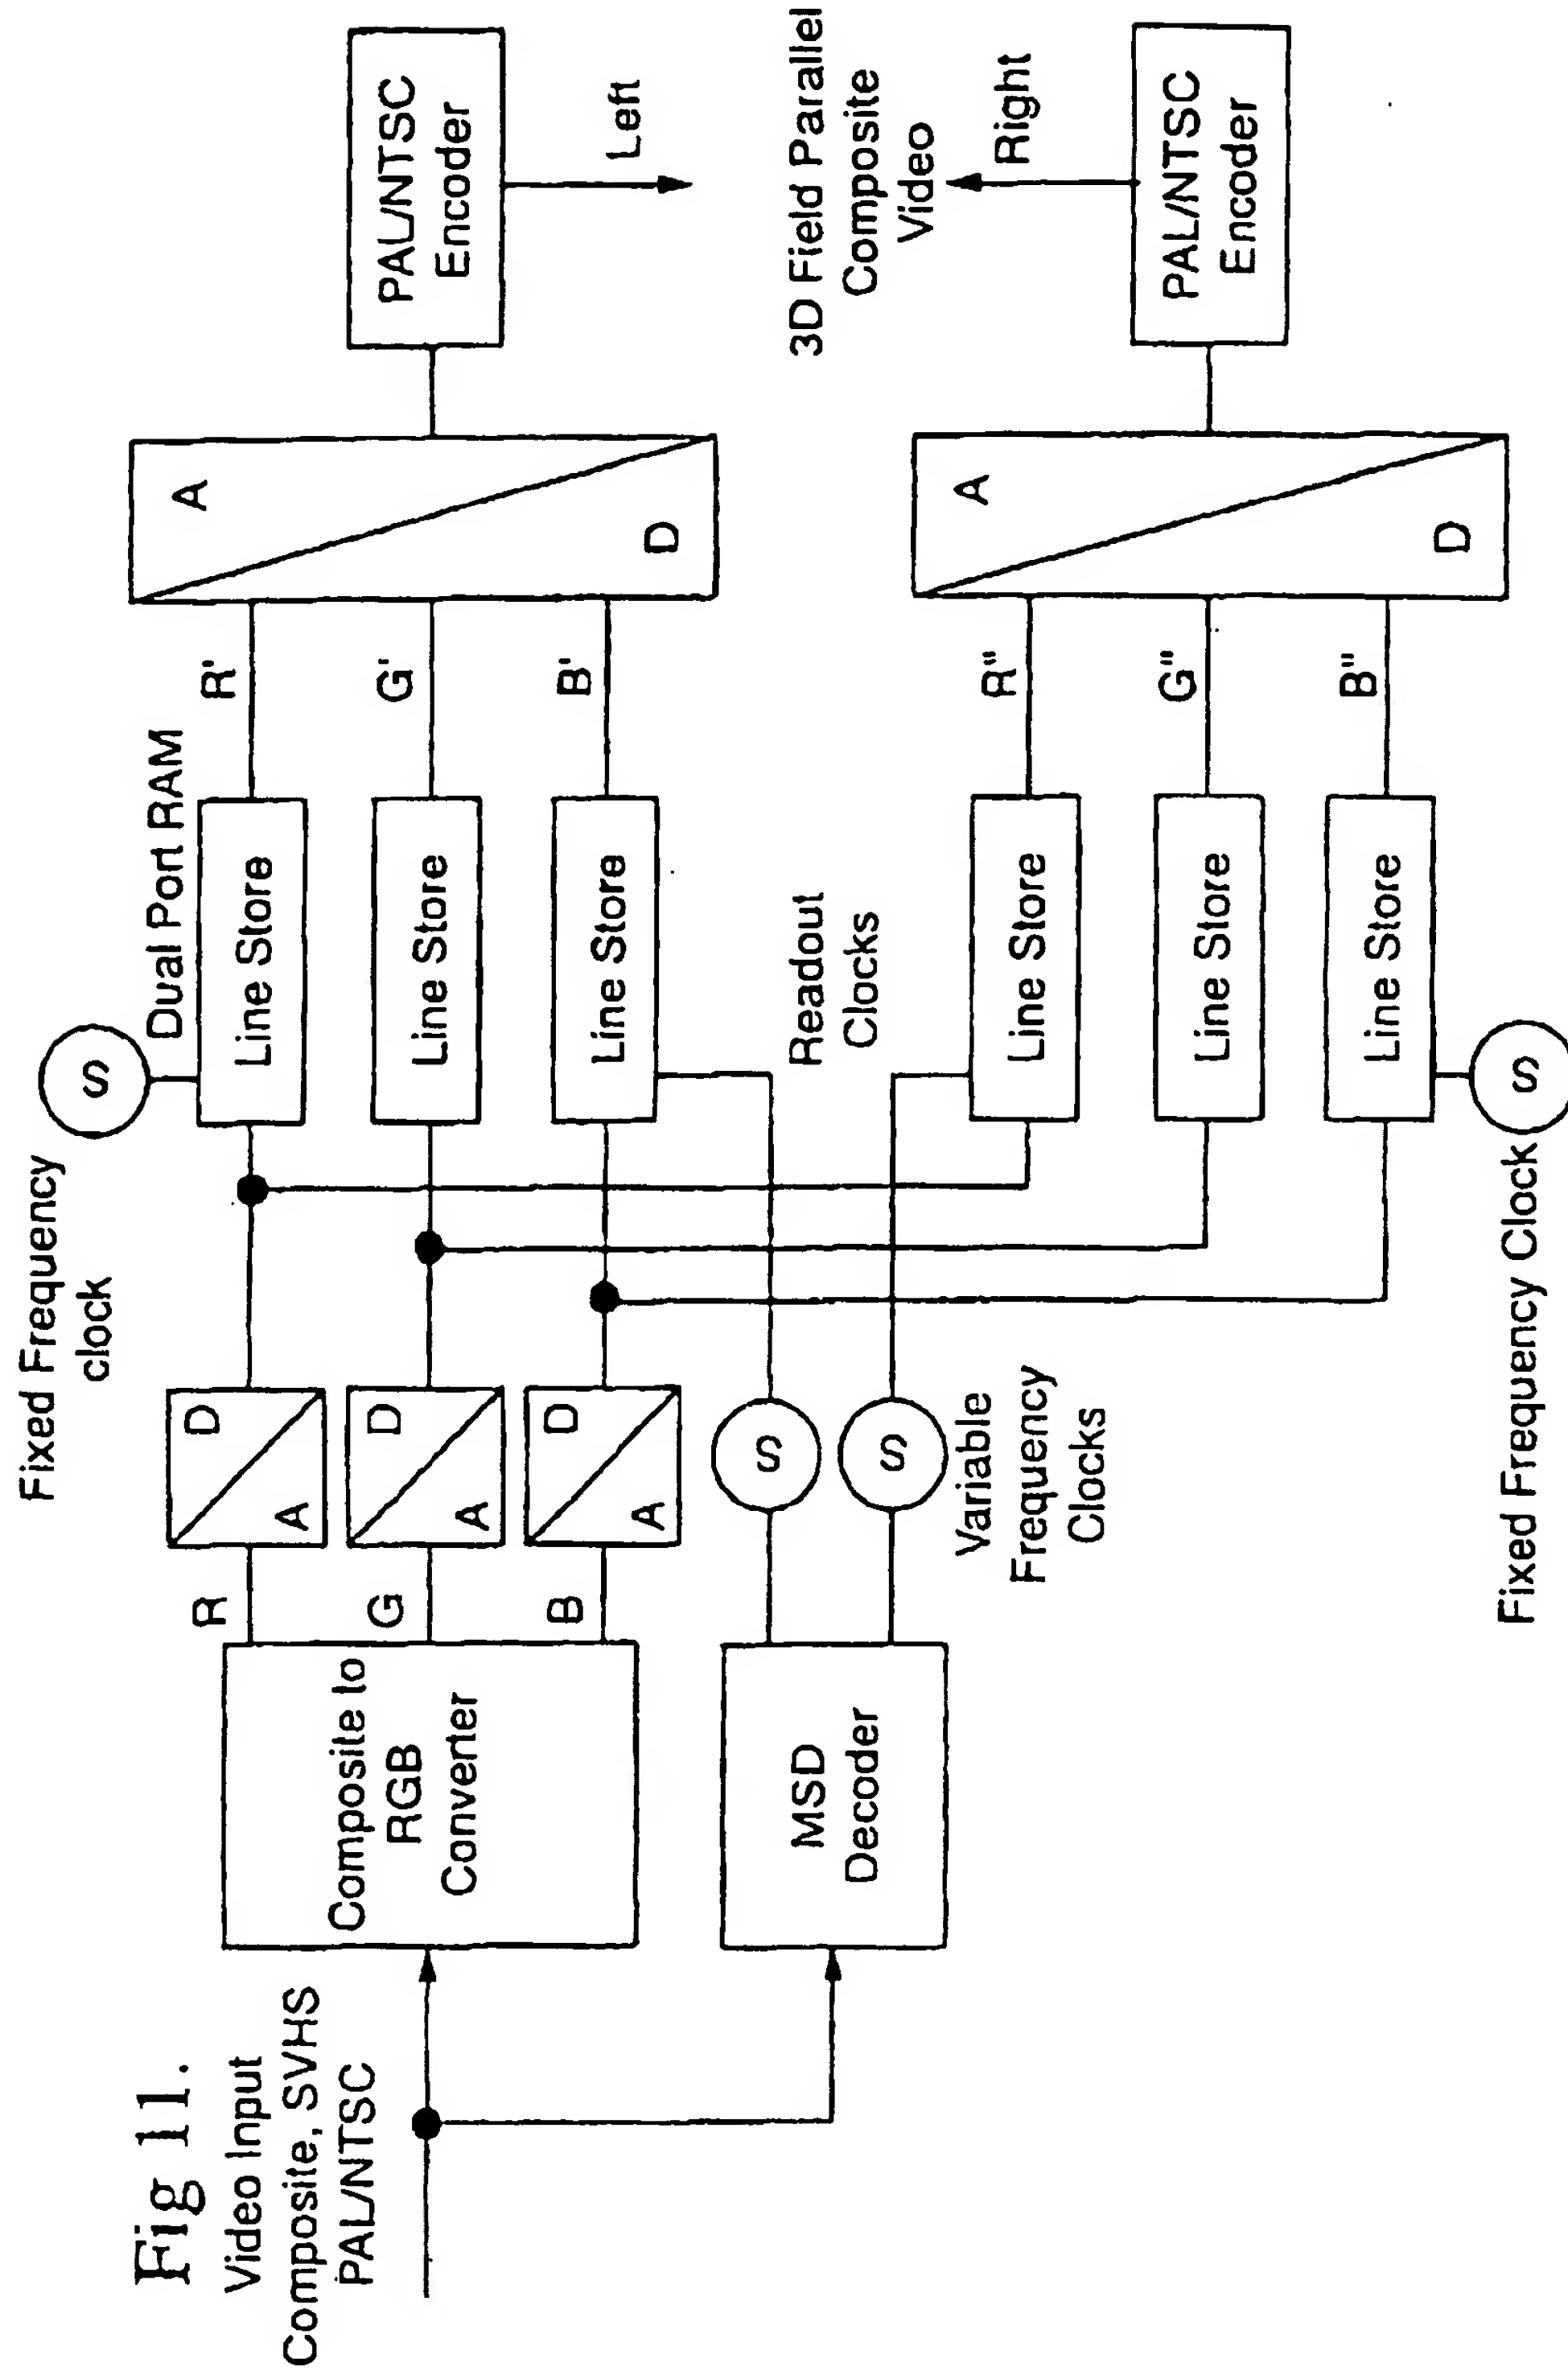 Fig 11.
Video Input
Composite, SVHS
PAL/NTSC
Composite to
RGB
Converter
MSD
Decoder
R
G
B
D
A
D
A
D
A
S
S
Variable
Frequency
Clocks
Fixed Frequency
clock
S
Dual Port RAM
Line Store
Line Store
Line Store
Readout
Clocks
Line Store
Line Store
Line Store
S
Fixed Frequency Clock
R'
G'
B'
R"
G"
B"
A
D
A
D
PAL/NTSC
Encoder
Left
3D Field Parallel
Composite
Video
Right
PAL/NTSC
Encoder